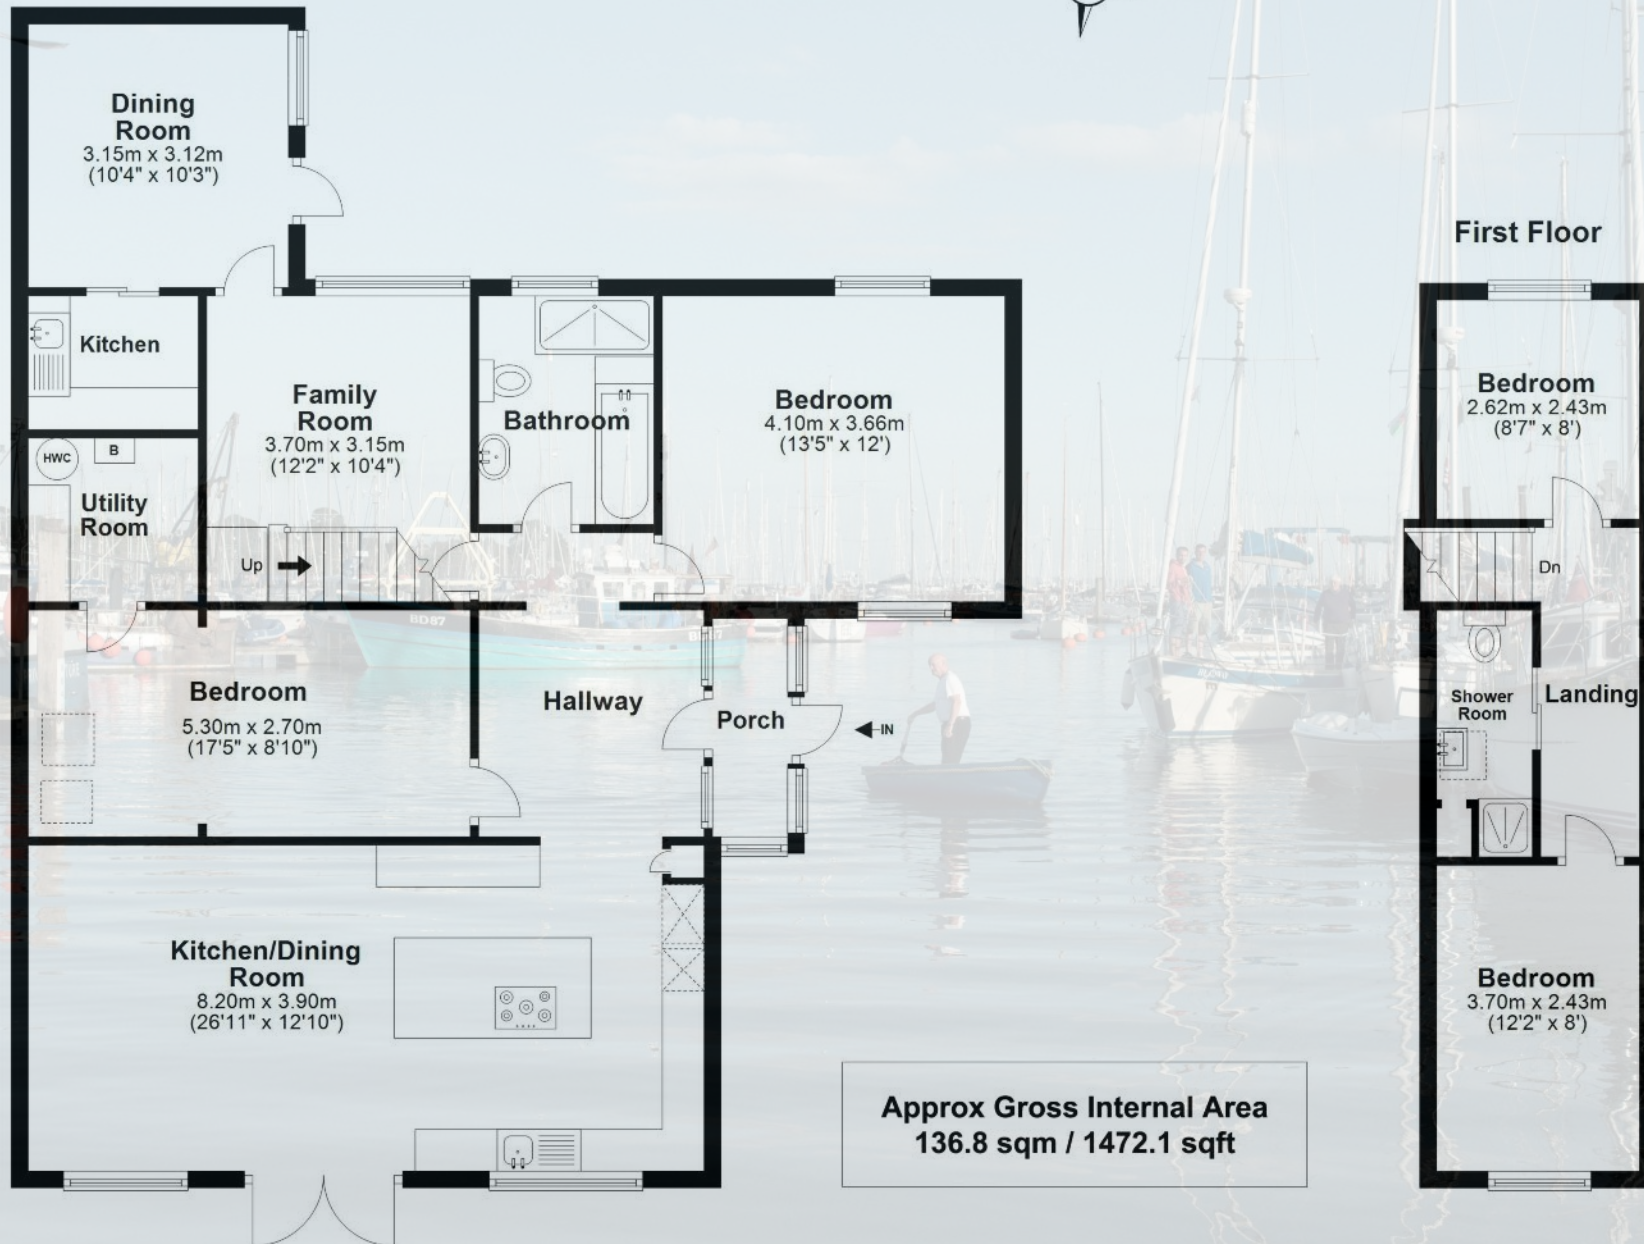 Dining
Room
3.15m x 3.12m
(10'4" x 10'3")
Kitchen
Family
Room
3.70m x 3.15m
(12'2" x 10'4")
Bathroom
Bedroom
4.10m x 3.66m
(13'5" x 12')
HWC
B
Utility
Room
Up
Bedroom
5.30m x 2.70m
(17'5" x 8'10")
Hallway
Porch
IN
Kitchen/Dining
Room
8.20m x 3.90m
(26'11" x 12'10")
Approx Gross Internal Area
136.8 sqm / 1472.1 sqft
First Floor
Bedroom
2.62m x 2.43m
(8'7" x 8')
Dn
Shower
Room
Landing
Bedroom
3.70m x 2.43m
(12'2" x 8')
BD87